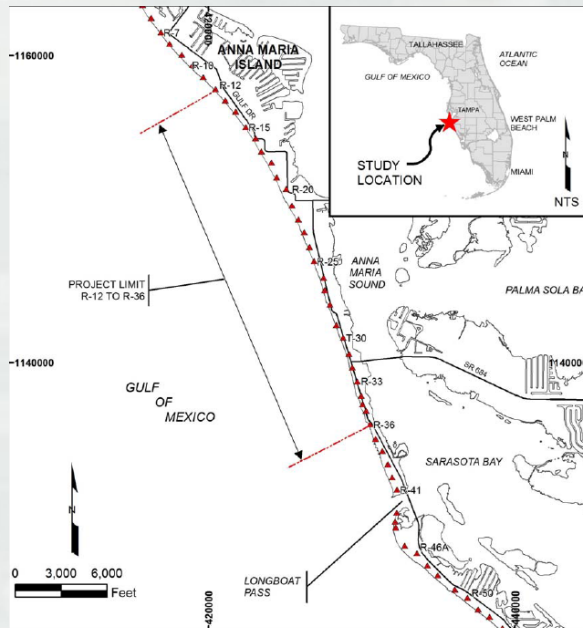 420000
1160000
R-7
ANNA MARIA
ISLAND
R-10
R-12
GULF DR
R-15
R-20
R-25
ANNA
MARIA
SOUND
PROJECT LIMIT
R-12 TO R-36
T-30
1140000
1140000
SR 684
PALMA SOLA BA
R-33
GULF
OF
MEXICO
R-36
SARASOTA BAY
R-41
R-46A
R-50
LONGBOAT
PASS
N
0 3,000 6,000
Feet
420000
440000
TALLAHASSEE
ATLANTIC
OCEAN
GULF OF MEXICO
TAMPA
WEST PALM
BEACH
STUDY
LOCATION
MIAMI
N
NTS